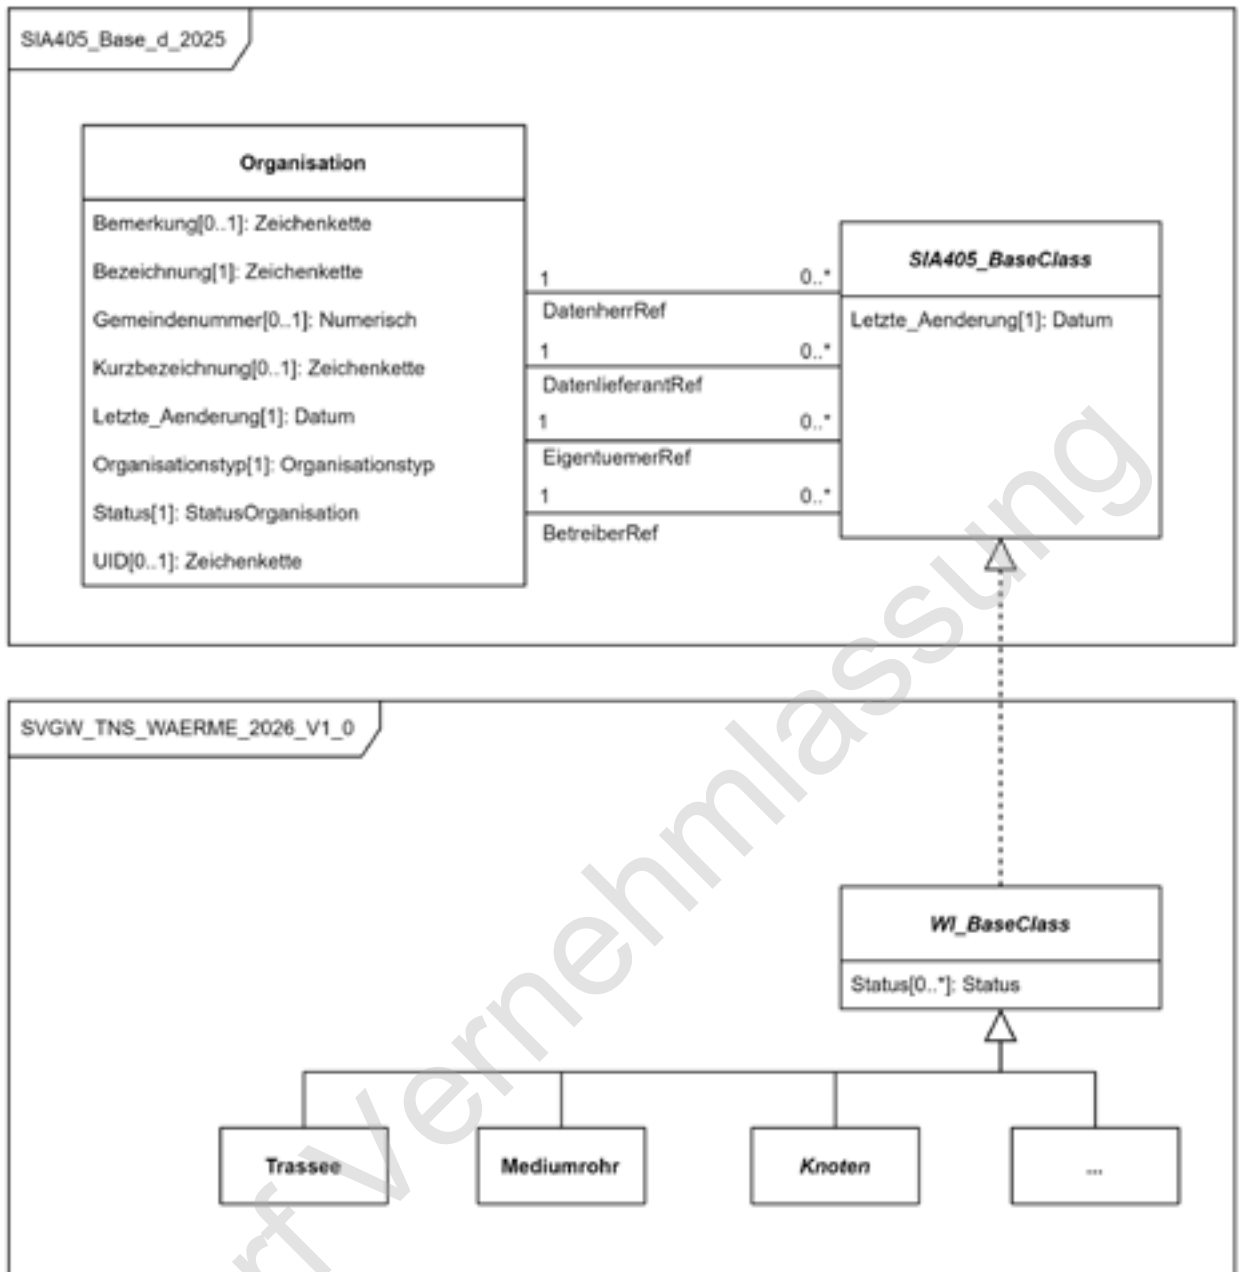 SIA405_Base_d_2025
Organisation
Bemerkung[0..1]: Zeichenkette
Bezeichnung[1]: Zeichenkette
Gemeindenummer[0..1]: Numerisch
Kurzbezeichnung[0..1]: Zeichenkette
Letzte_Aenderung[1]: Datum
Organisationstyp[1]: Organisationstyp
Status[1]: StatusOrganisation
UID[0..1]: Zeichenkette
1 0..*
DatenherrRef
1 0..*
DatenlieferantRef
1 0..*
EigentuemerRef
1 0..*
BetreiberRef
SIA405_BaseClass
Letzte_Aenderung[1]: Datum
SVGW_TNS_WAERME_2026_V1_0
WI_BaseClass
Status[0..*]: Status
Trassee
Mediumrohr
Knoten
...
Vernehmlassung